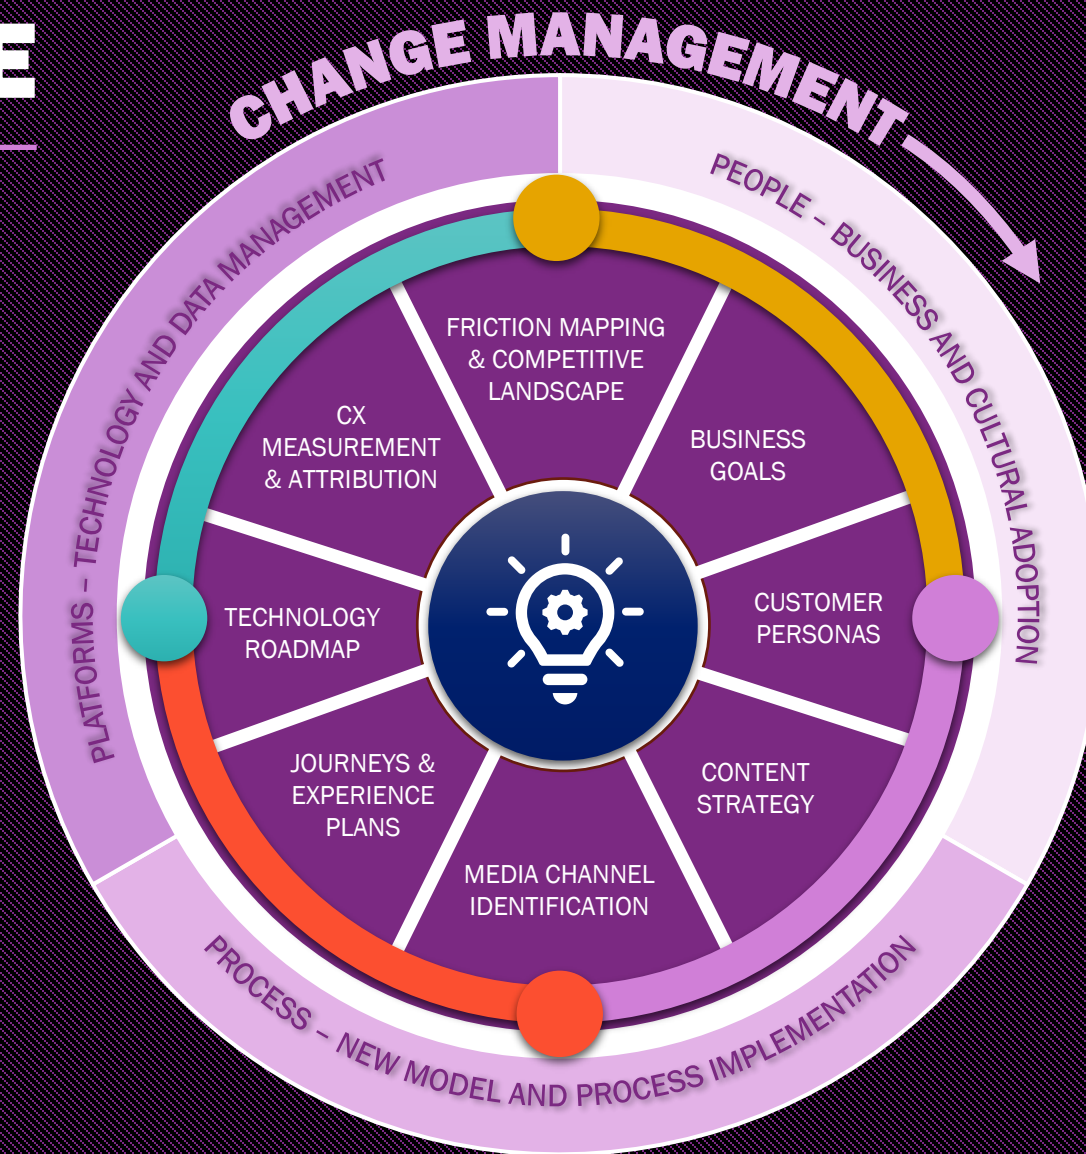 E
CHANGE MANAGEMENT
PEOPLE – BUSINESS AND CULTURAL ADOPTION
PROCESS – NEW MODEL AND PROCESS IMPLEMENTATION
PLATFORMS – TECHNOLOGY AND DATA MANAGEMENT
FRICTION MAPPING
& COMPETITIVE
LANDSCAPE
BUSINESS
GOALS
CUSTOMER
PERSONAS
CONTENT
STRATEGY
MEDIA CHANNEL
IDENTIFICATION
JOURNEYS &
EXPERIENCE
PLANS
TECHNOLOGY
ROADMAP
CX
MEASUREMENT
& ATTRIBUTION